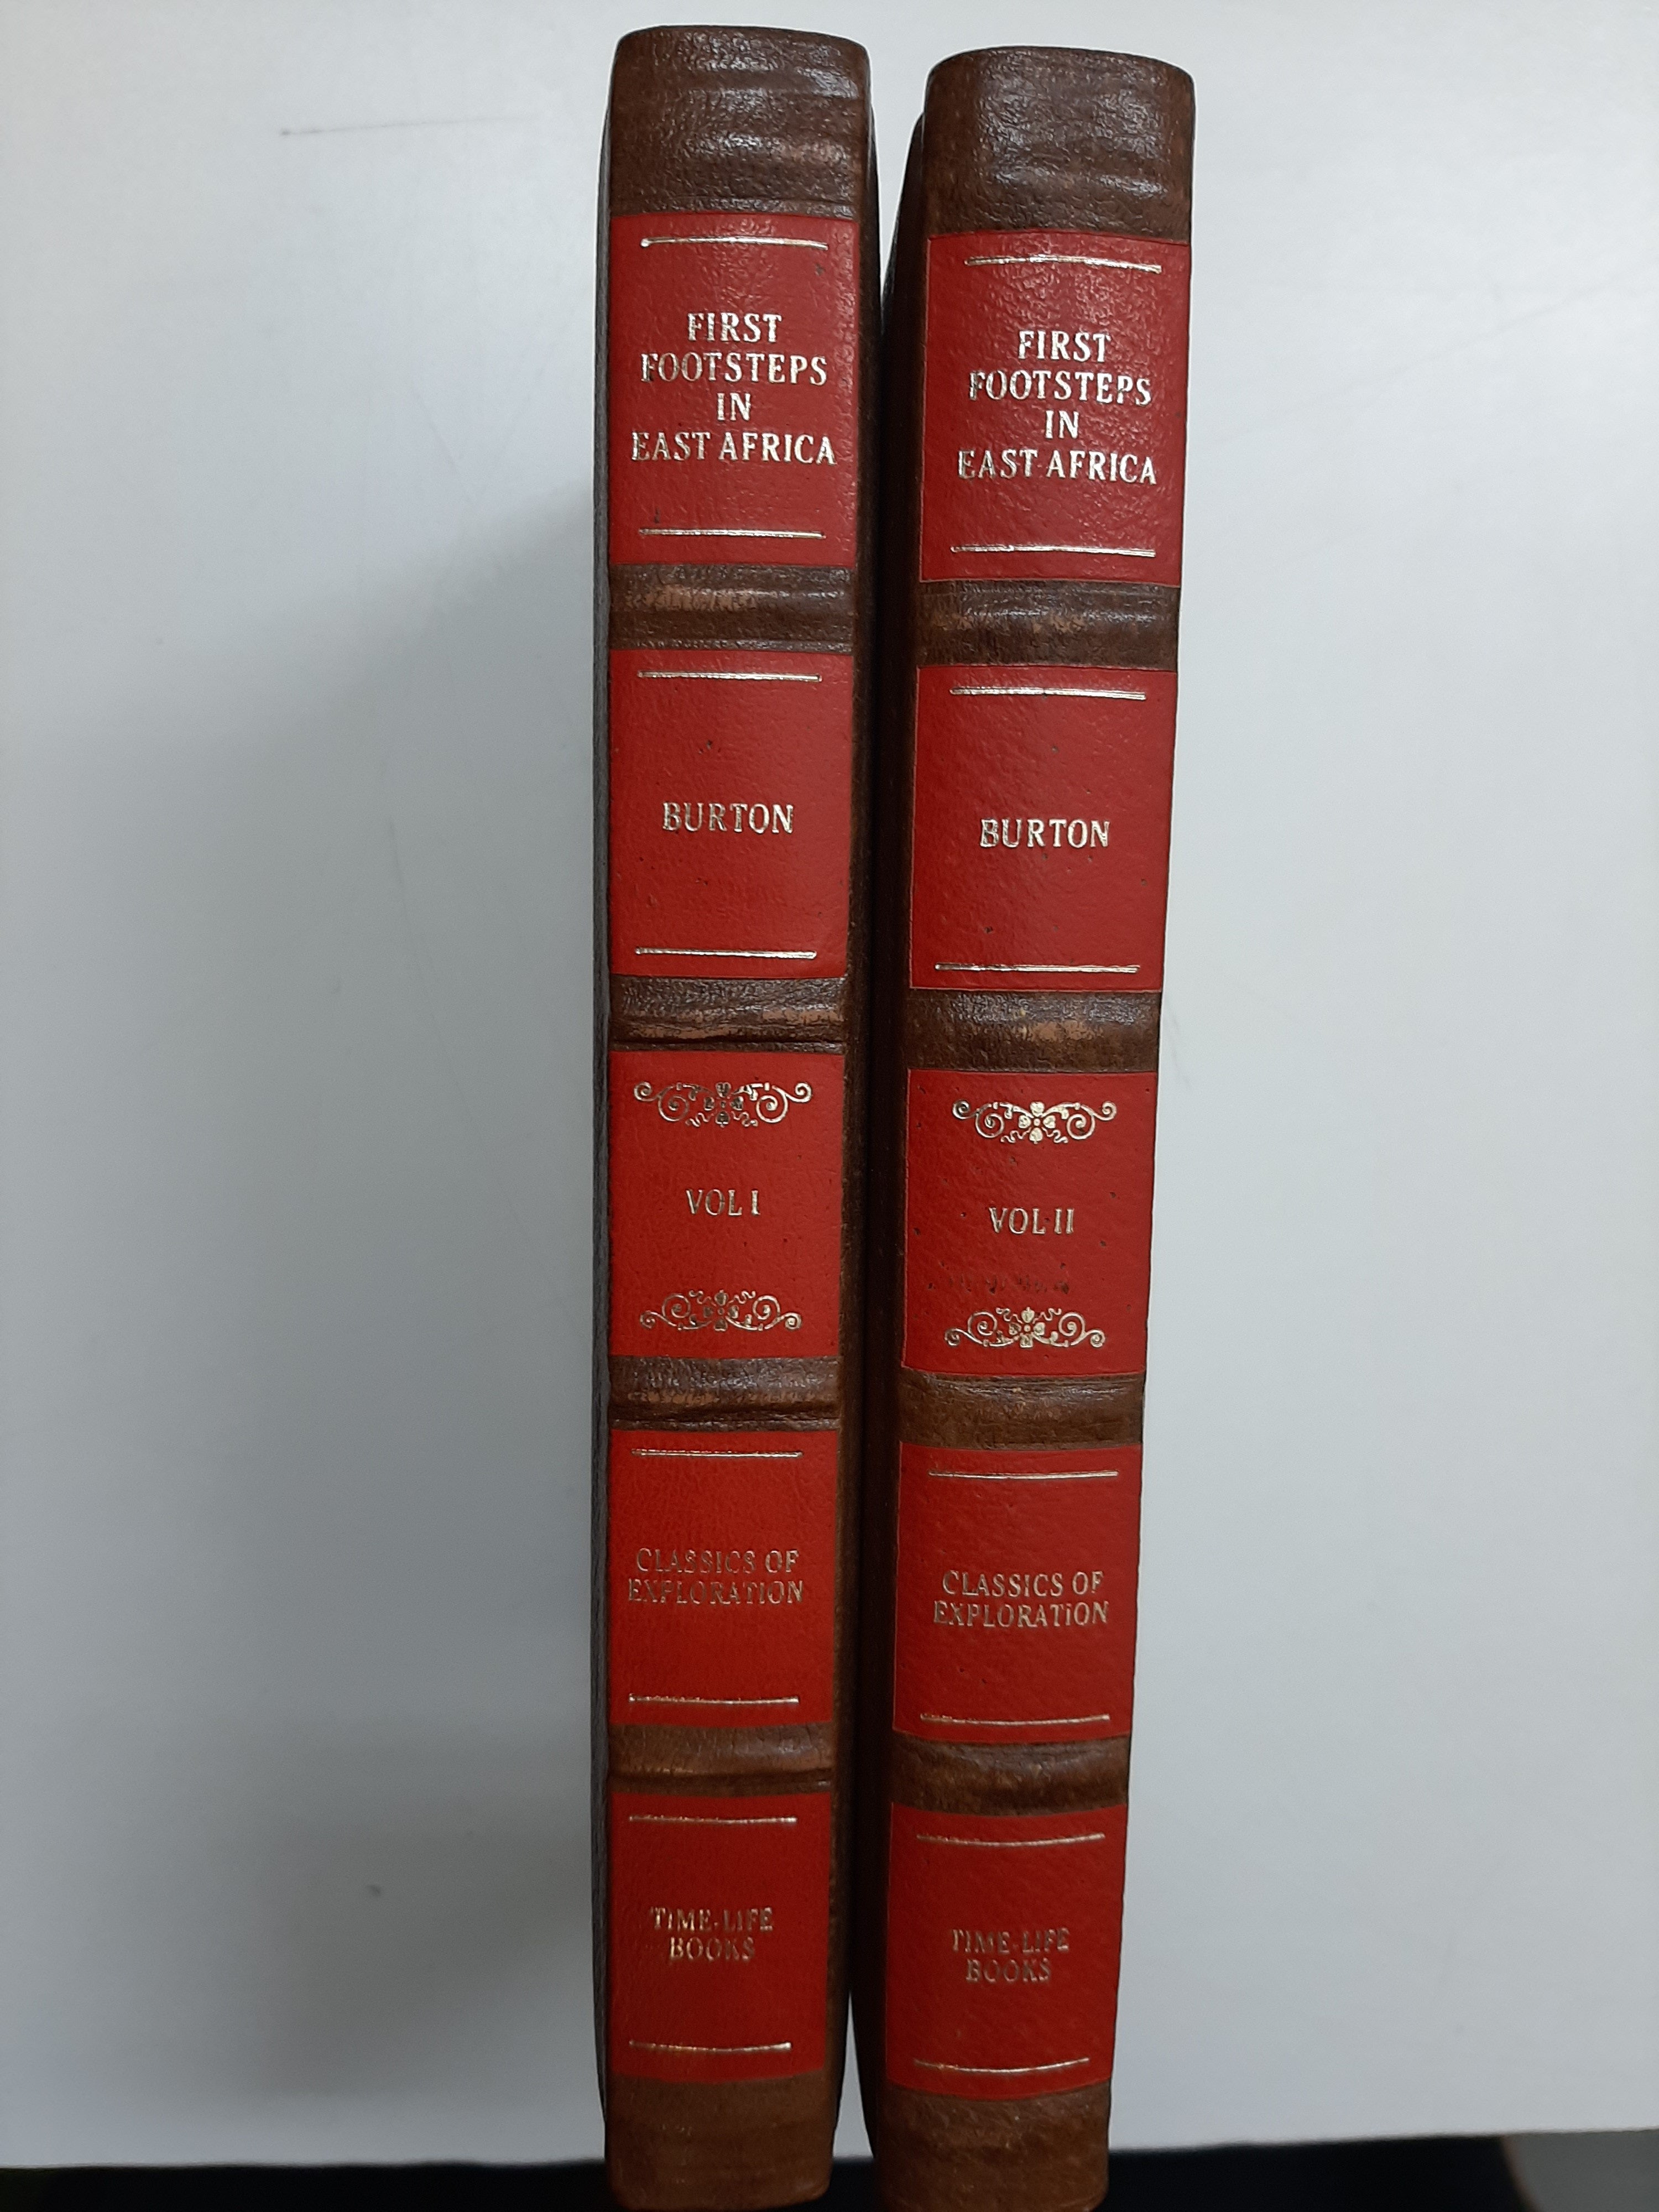 FIRST
FOOTSTEPS
IN
EAST AFRICA
BURTON
VOL I
CLASSICS OF
EXPLORATION
TIME-LIFE
BOOKS
FIRST
FOOTSTEPS
IN
EAST AFRICA
BURTON
VOL II
CLASSICS OF
EXPLORATION
TIME-LIFE
BOOKS